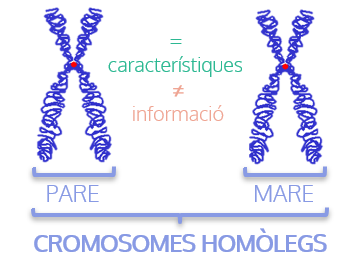 =
característiques
≠
informació
PARE
MARE
CROMOSOMES HOMÒLEGS